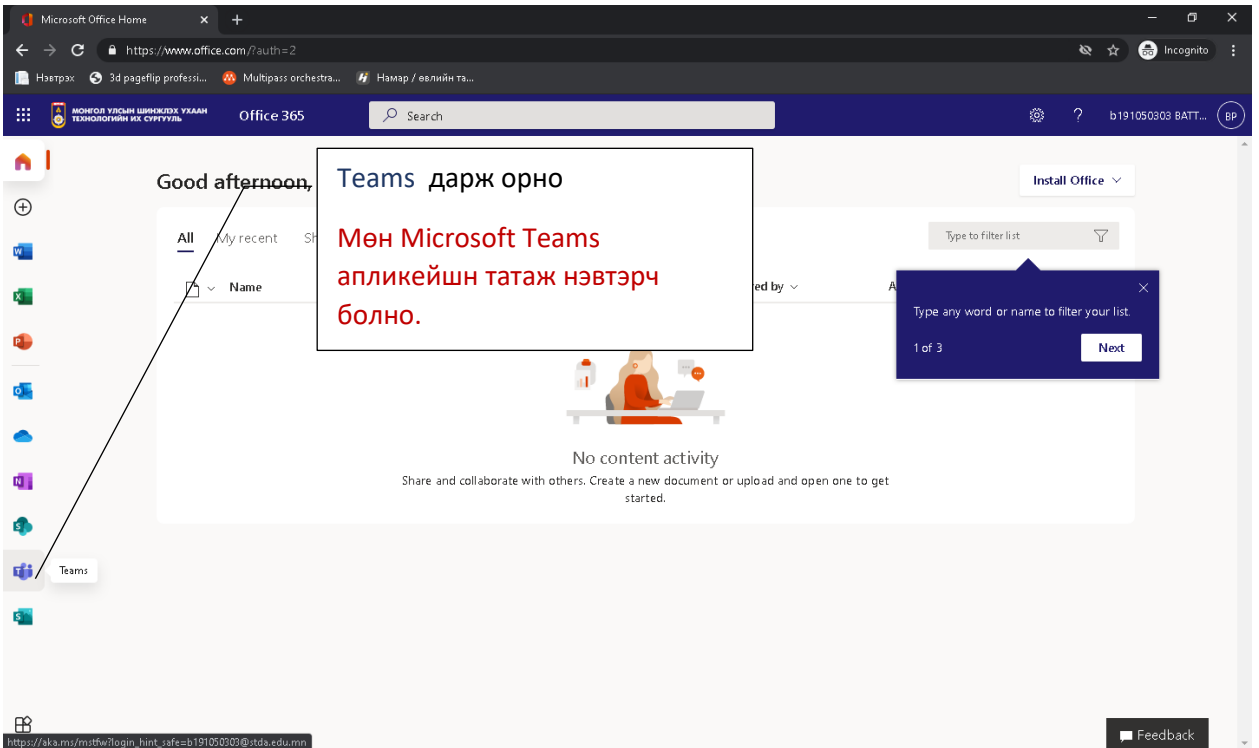 Microsoft Office Home
https://www.office.com/?auth=2
Incognito
Нэвтрэх 3d pageflip professi... Multipass orchestra... Намар / өвлийн та...
МОНГОЛ УЛСЫН ШИНЖЛЭХ УХААН
ТЕХНОЛОГИЙН ИХ СУРГУУЛЬ
Office 365
Search
? b191050303 BATT... BP
Good afternoon,
Install Office
Teams дарж орно
Мөн Microsoft Teams
апликейшн татаж нэвтэрч
болно.
All My recent Sh
Type to filter list
Name
ed by
A
Type any word or name to filter your list.
1 of 3
Next
No content activity
Share and collaborate with others. Create a new document or upload and open one to get
started.
Teams
Feedback
https://aka.ms/mstfw?login_hint_safe=b191050303@stda.edu.mn